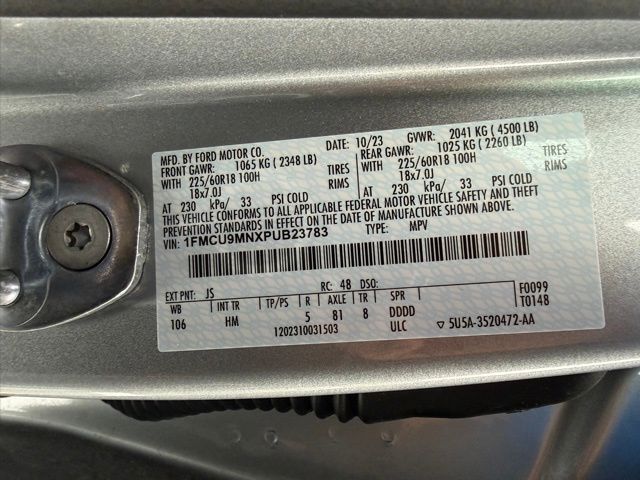 MFD. BY FORD MOTOR CO. DATE: 10/23 GVWR: 2041 KG ( 4500 LB)
FRONT GAWR: 1065 KG ( 2348 LB) REAR GAWR: 1025 KG ( 2260 LB)
WITH 225/60R18 100H TIRES WITH 225/60R18 100H TIRES
18x7.0J RIMS 18x7.0J RIMS
AT 230 kPa/ 33 PSI COLD AT 230 kPa/ 33 PSI COLD
THIS VEHICLE CONFORMS TO ALL APPLICABLE FEDERAL MOTOR VEHICLE SAFETY AND THEFT
PREVENTION STANDARDS IN EFFECT ON THE DATE OF MANUFACTURE SHOWN ABOVE.
VIN: 1FMCU9MNXPUB23783 TYPE: MPV
EXT PNT: JS RC: 48 DSO: F0099
WB INT TR TP/PS R AXLE TR SPR T0148
106 HM 5 81 8 DDDD
1202310031503 ULC ▽ 5U5A-3520472-AA